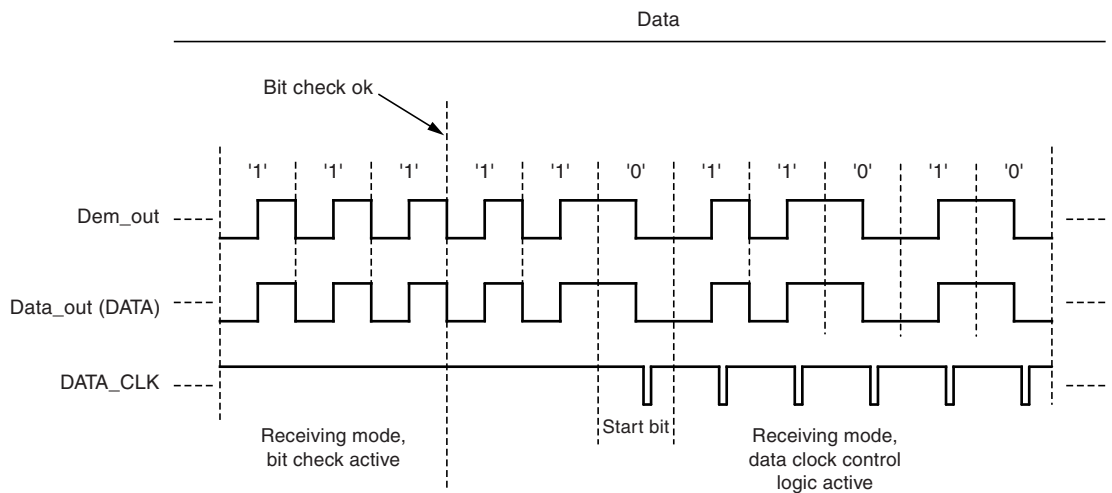 Data
Bit check ok
'1' '1' '1' '1' '1' '0' '1' '1' '0' '1' '0'
Dem_out
Data_out (DATA)
DATA_CLK
Start bit
Receiving mode,
bit check active
Receiving mode,
data clock control
logic active